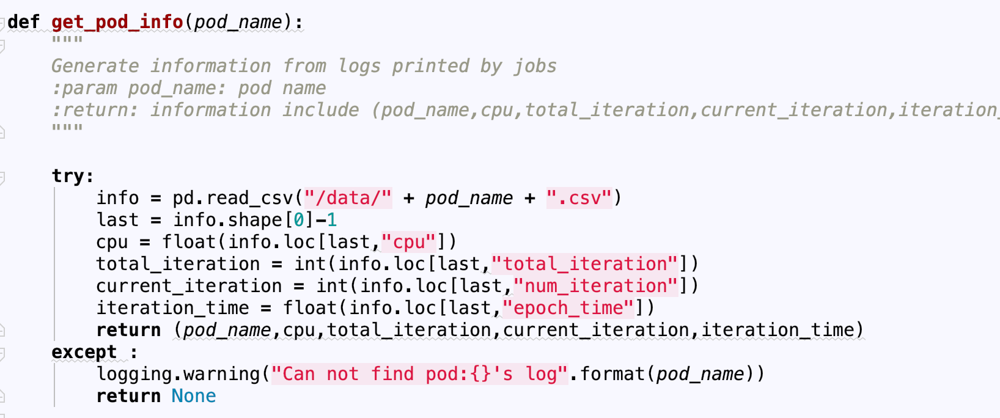 def get_pod_info(pod_name):
    """
    Generate information from logs printed by jobs
    :param pod_name: pod name
    :return: information include (pod_name,cpu,total_iteration,current_iteration,iteration_
    """

    try:
        info = pd.read_csv("/data/" + pod_name + ".csv")
        last = info.shape[0]-1
        cpu = float(info.loc[last,"cpu"])
        total_iteration = int(info.loc[last,"total_iteration"])
        current_iteration = int(info.loc[last,"num_iteration"])
        iteration_time = float(info.loc[last,"epoch_time"])
        return (pod_name,cpu,total_iteration,current_iteration,iteration_time)
    except :
        logging.warning("Can not find pod:{}'s log".format(pod_name))
        return None